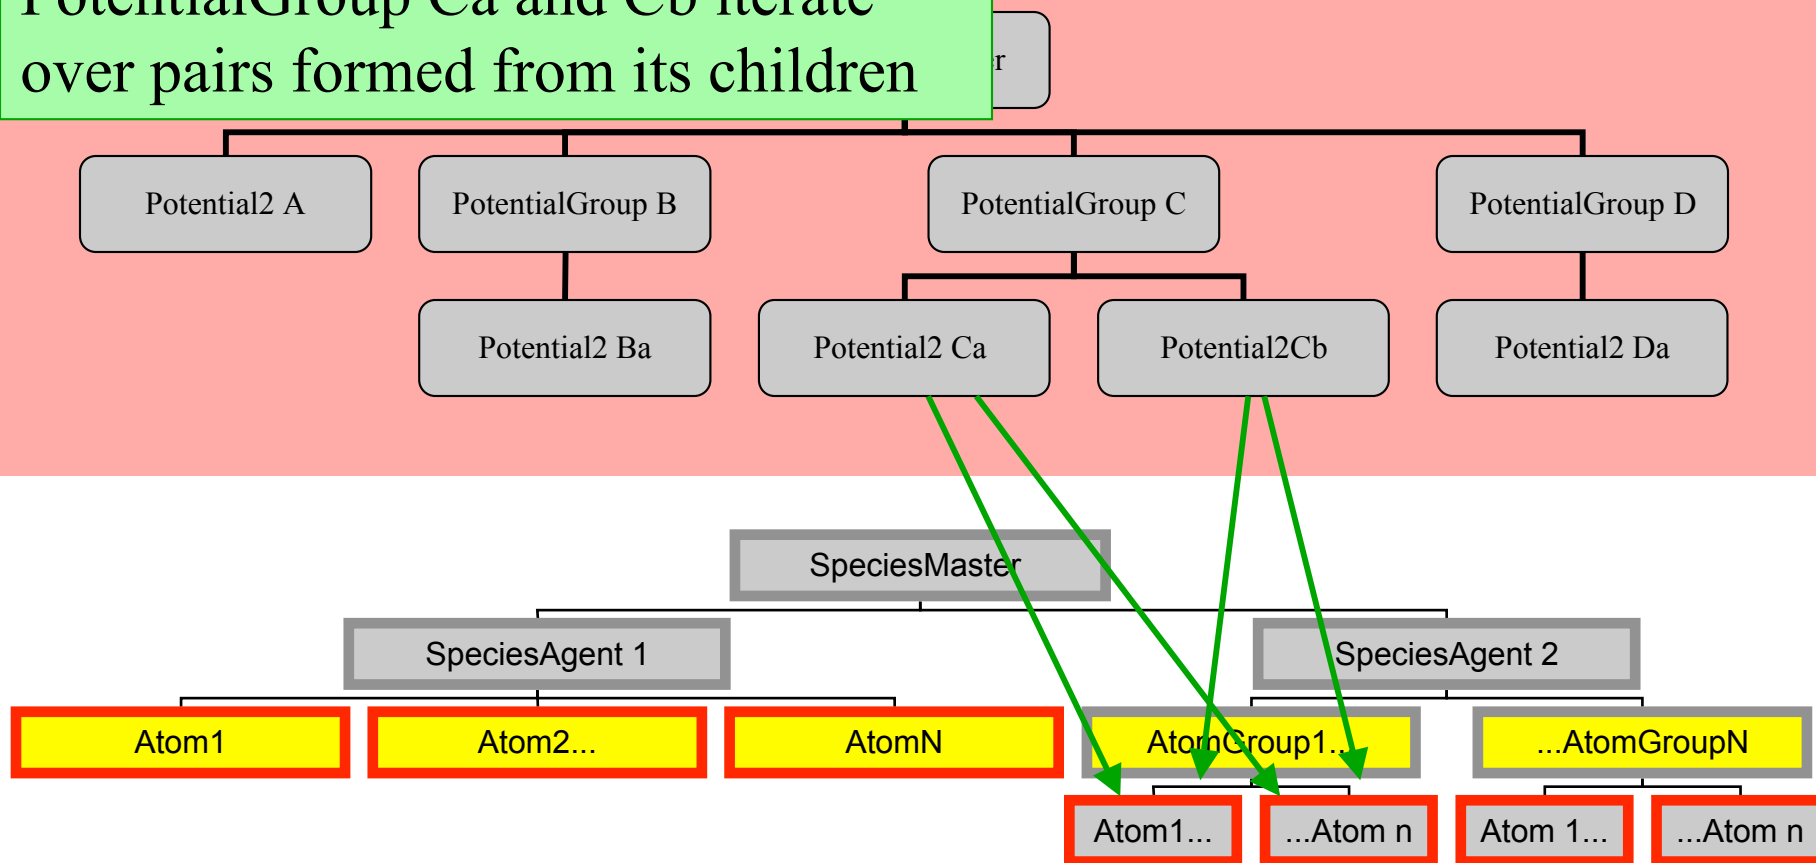 PotentialGroup Ca and Cb iterate
over pairs formed from its children
Potential2 A
PotentialGroup B
PotentialGroup C
PotentialGroup D
Potential2 Ba
Potential2 Ca
Potential2Cb
Potential2 Da
SpeciesMaster
SpeciesAgent 1
SpeciesAgent 2
Atom1
Atom2...
AtomN
AtomGroup1...
...AtomGroupN
Atom1...
...Atom n
Atom 1...
...Atom n